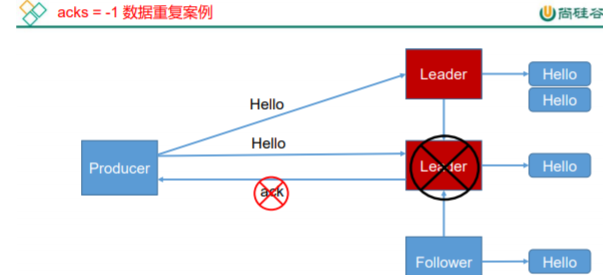 acks = -1 数据重复案例
尚硅谷
Leader
Hello
Hello
Hello
Hello
Producer
Leader
Hello
ack
Follower
Hello